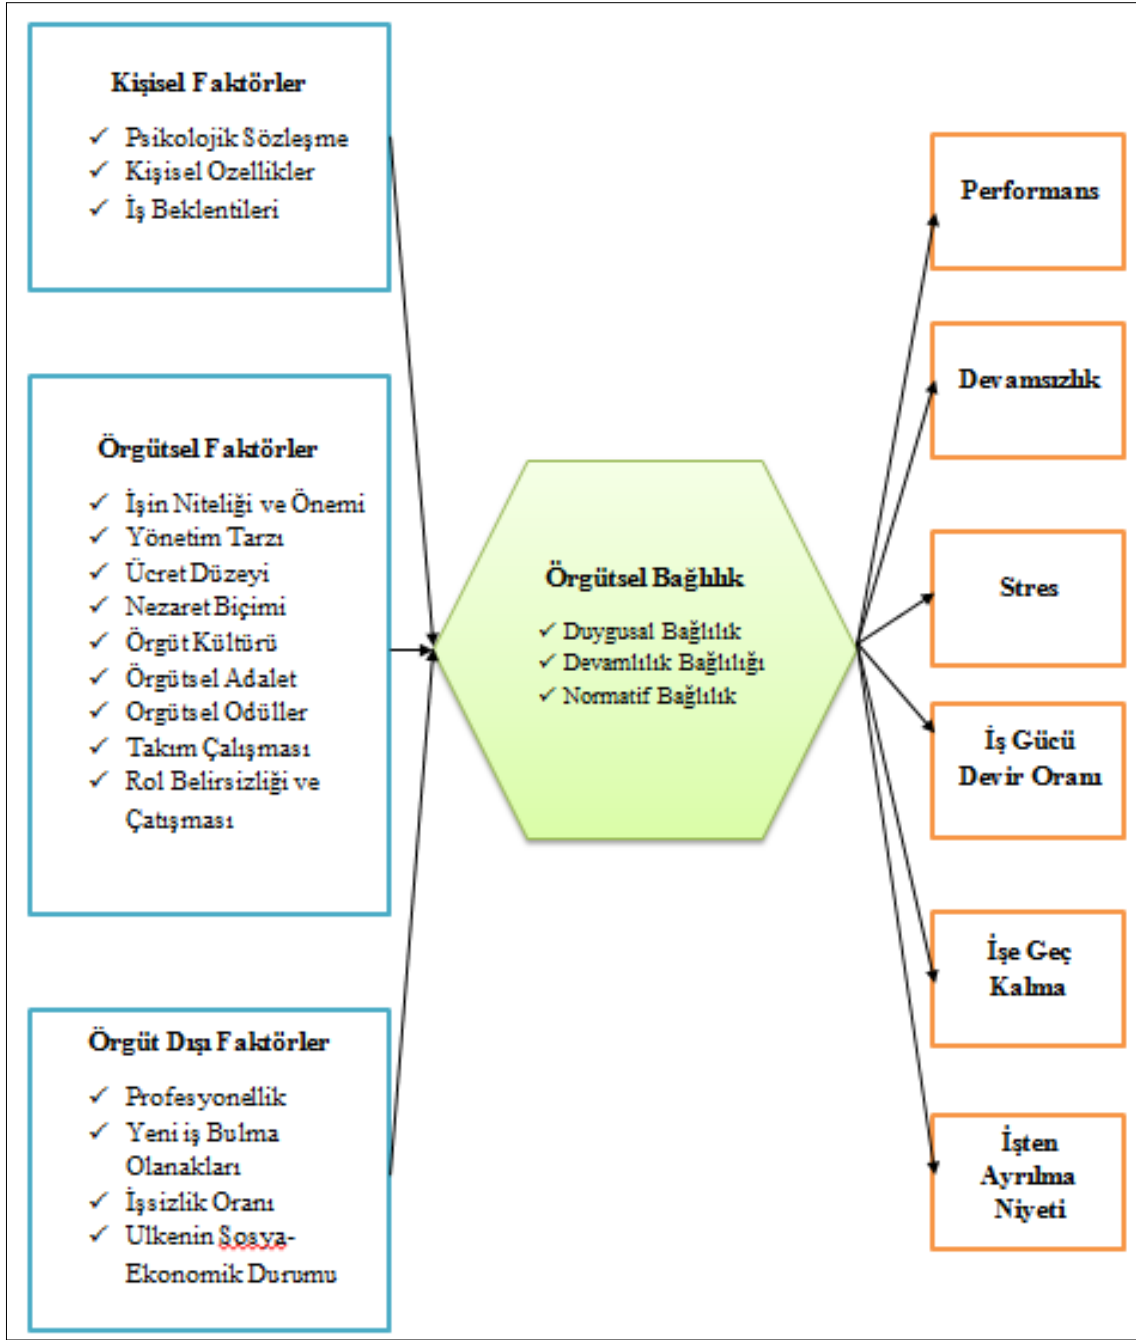 Kişisel Faktörler
✓ Psikolojik Sözleşme
✓ Kişisel Ozellikler
✓ İş Beklentileri
Örgütsel Faktörler
✓ İşin Niteliği ve Önemi
✓ Yönetim Tarzı
✓ Ücret Düzeyi
✓ Nezaret Biçimi
✓ Örgüt Kültürü
✓ Örgütsel Adalet
✓ Orgütsel Odüller
✓ Takım Çalışması
✓ Rol Belirsizliği ve
Çatışması
Örgüt Dışı Faktörler
✓ Profesyonellik
✓ Yeni iş Bulma
Olanakları
✓ İşsizlik Oranı
✓ Ulkenin Sosya-
Ekonomik Durumu
Örgütsel Bağlılık
✓ Duygusal Bağlılık
✓ Devamlılık Bağlılığı
✓ Normatif Bağlılık
Performans
Devamsızlık
Stres
İş Gücü
Devir Oranı
İşe Geç
Kalma
İşten
Ayrılma
Niyeti